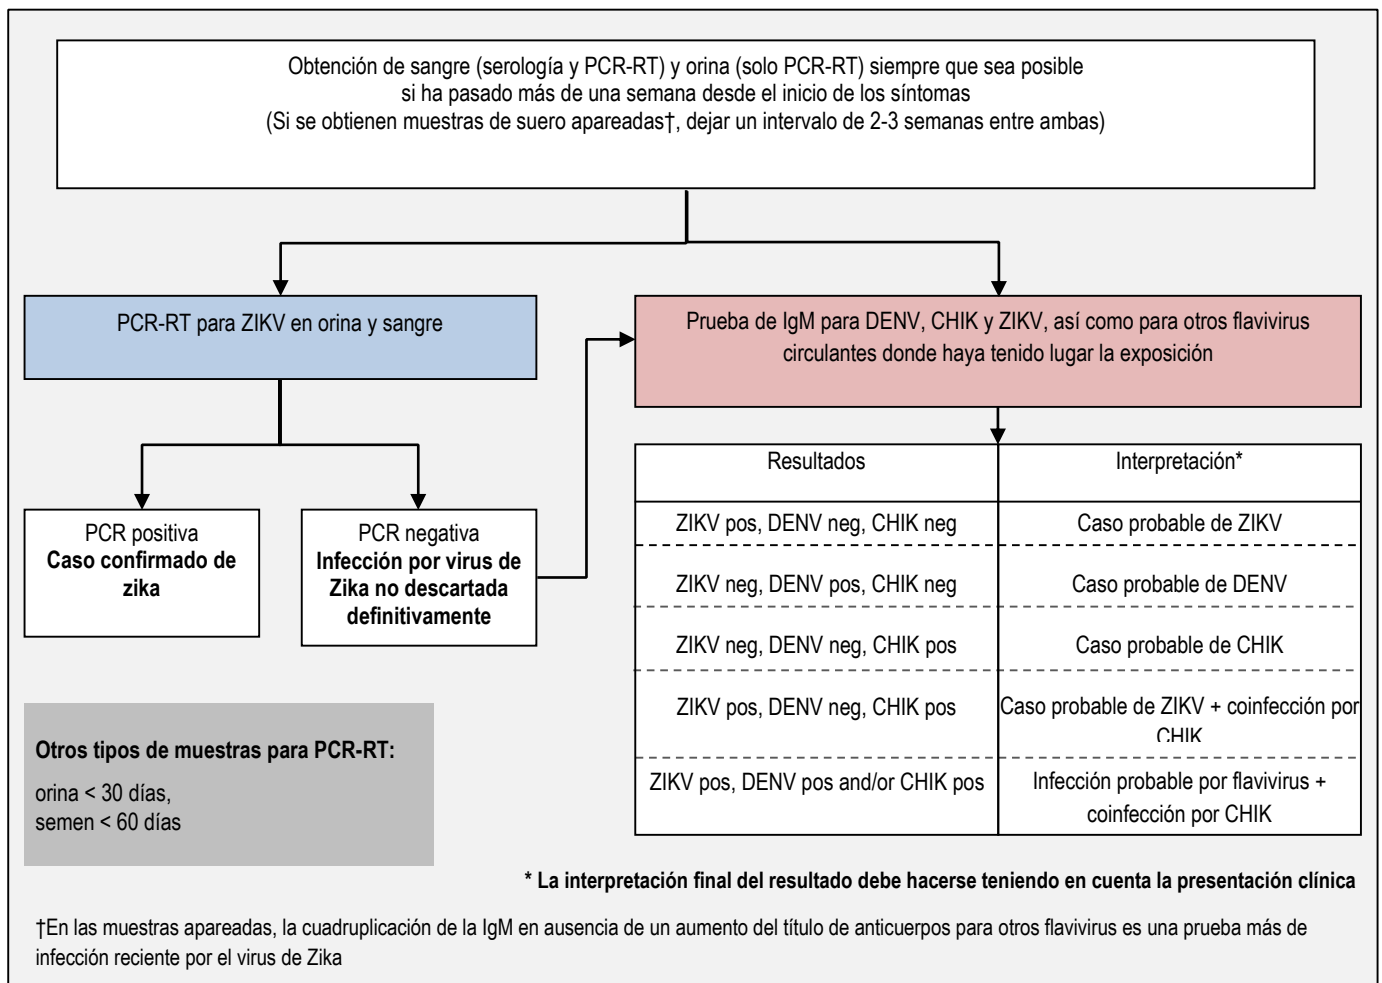 Obtención de sangre (serología y PCR-RT) y orina (solo PCR-RT) siempre que sea posible
si ha pasado más de una semana desde el inicio de los síntomas
(Si se obtienen muestras de suero apareadas†, dejar un intervalo de 2-3 semanas entre ambas)
PCR-RT para ZIKV en orina y sangre
Prueba de IgM para DENV, CHIK y ZIKV, así como para otros flavivirus
circulantes donde haya tenido lugar la exposición
PCR positiva
Caso confirmado de
zika
PCR negativa
Infección por virus de
Zika no descartada
definitivamente
Resultados
Interpretación*
ZIKV pos, DENV neg, CHIK neg
Caso probable de ZIKV
ZIKV neg, DENV pos, CHIK neg
Caso probable de DENV
ZIKV neg, DENV neg, CHIK pos
Caso probable de CHIK
ZIKV pos, DENV neg, CHIK pos
Caso probable de ZIKV + coinfección por
CHIK
ZIKV pos, DENV pos and/or CHIK pos
Infección probable por flavivirus +
coinfección por CHIK
Otros tipos de muestras para PCR-RT:
orina < 30 días,
semen < 60 días
* La interpretación final del resultado debe hacerse teniendo en cuenta la presentación clínica
†En las muestras apareadas, la cuadruplicación de la IgM en ausencia de un aumento del título de anticuerpos para otros flavivirus es una prueba más de
infección reciente por el virus de Zika